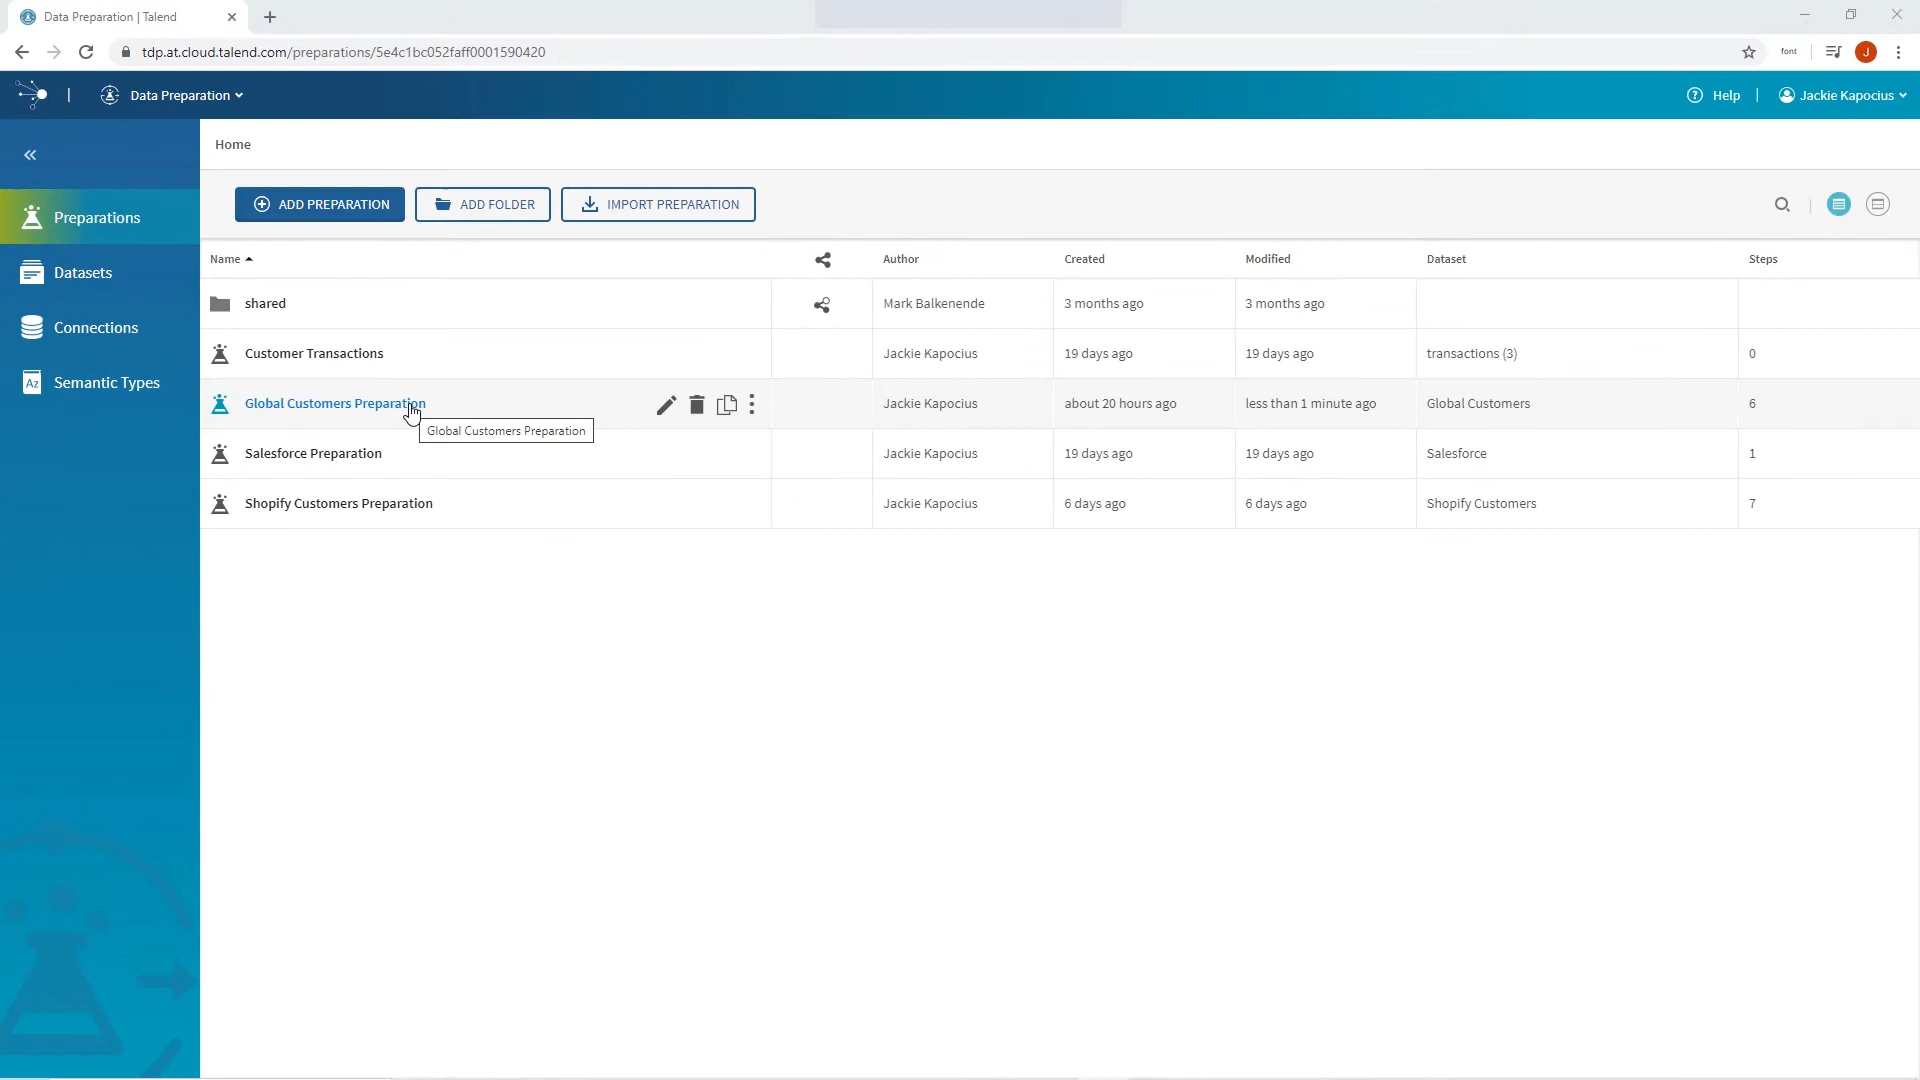 Data Preparation | Talend
tdp.at.cloud.talend.com/preparations/5e4c1bc052faff0001590420
font
J
Data Preparation
Help
Jackie Kapocius
Home
Preparations
Datasets
Connections
Az Semantic Types
ADD PREPARATION
ADD FOLDER
IMPORT PREPARATION
Name Author Created Modified Dataset Steps
shared Mark Balkenende 3 months ago 3 months ago
Customer Transactions Jackie Kapocius 19 days ago 19 days ago transactions (3) 0
Global Customers Preparation Jackie Kapocius about 20 hours ago less than 1 minute ago Global Customers 6
Global Customers Preparation
Salesforce Preparation Jackie Kapocius 19 days ago 19 days ago Salesforce 1
Shopify Customers Preparation Jackie Kapocius 6 days ago 6 days ago Shopify Customers 7